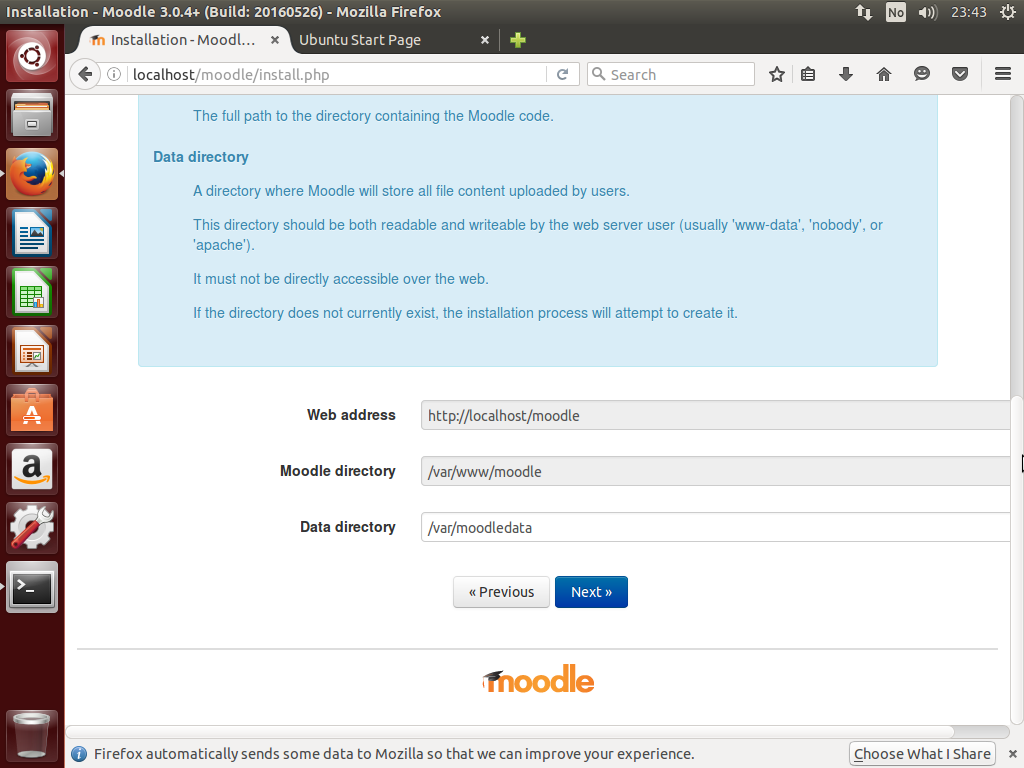 Installation - Moodle 3.0.4+ (Build: 20160526) - Mozilla Firefox
No
23:43
Installation - Moodl...
Ubuntu Start Page
localhost/moodle/install.php
Search
The full path to the directory containing the Moodle code.
Data directory
A directory where Moodle will store all file content uploaded by users.
This directory should be both readable and writeable by the web server user (usually 'www-data', 'nobody', or
'apache').
It must not be directly accessible over the web.
If the directory does not currently exist, the installation process will attempt to create it.
Web address
http://localhost/moodle
Moodle directory
/var/www/moodle
Data directory
/var/moodledata
« Previous
Next »
moodle
Firefox automatically sends some data to Mozilla so that we can improve your experience.
Choose What I Share